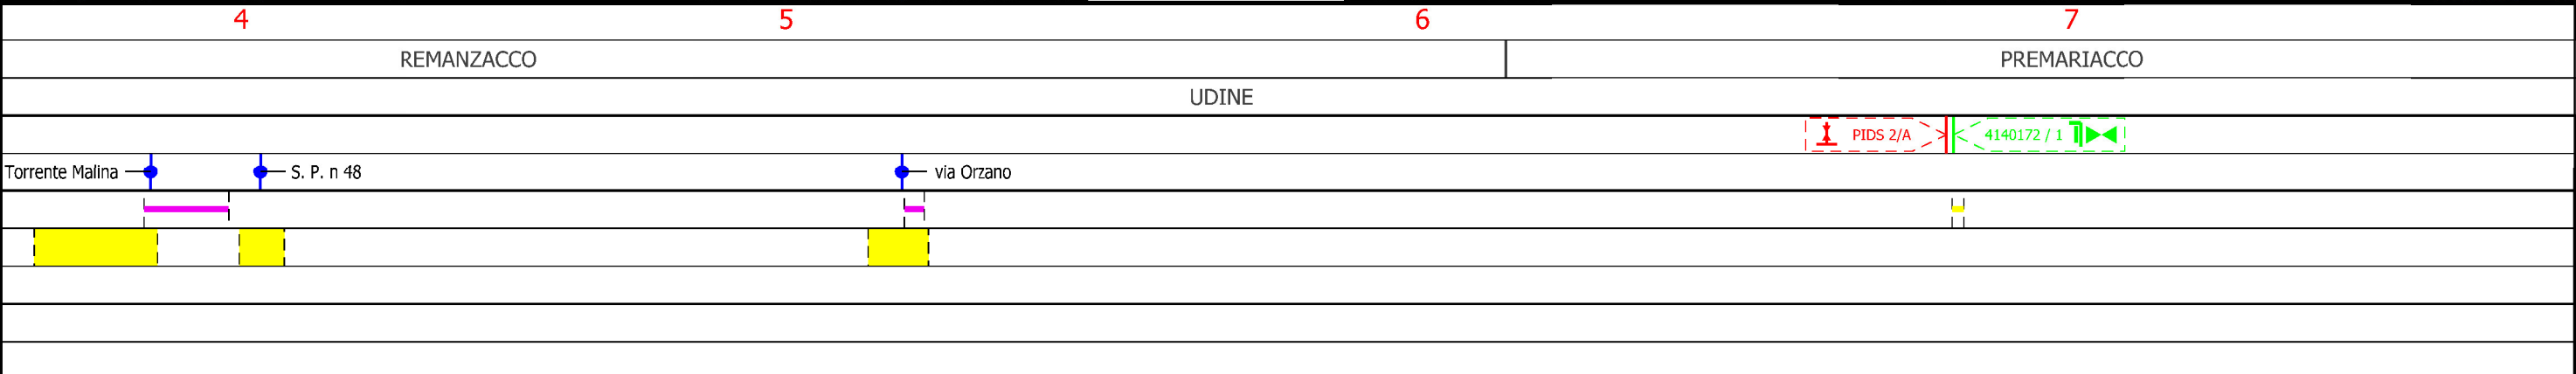 4 5 6 7
REMANZACCO PREMARIACCO
UDINE
PIDS 2/A 4140172 / 1
Torrente Malina S. P. n 48 via Orzano